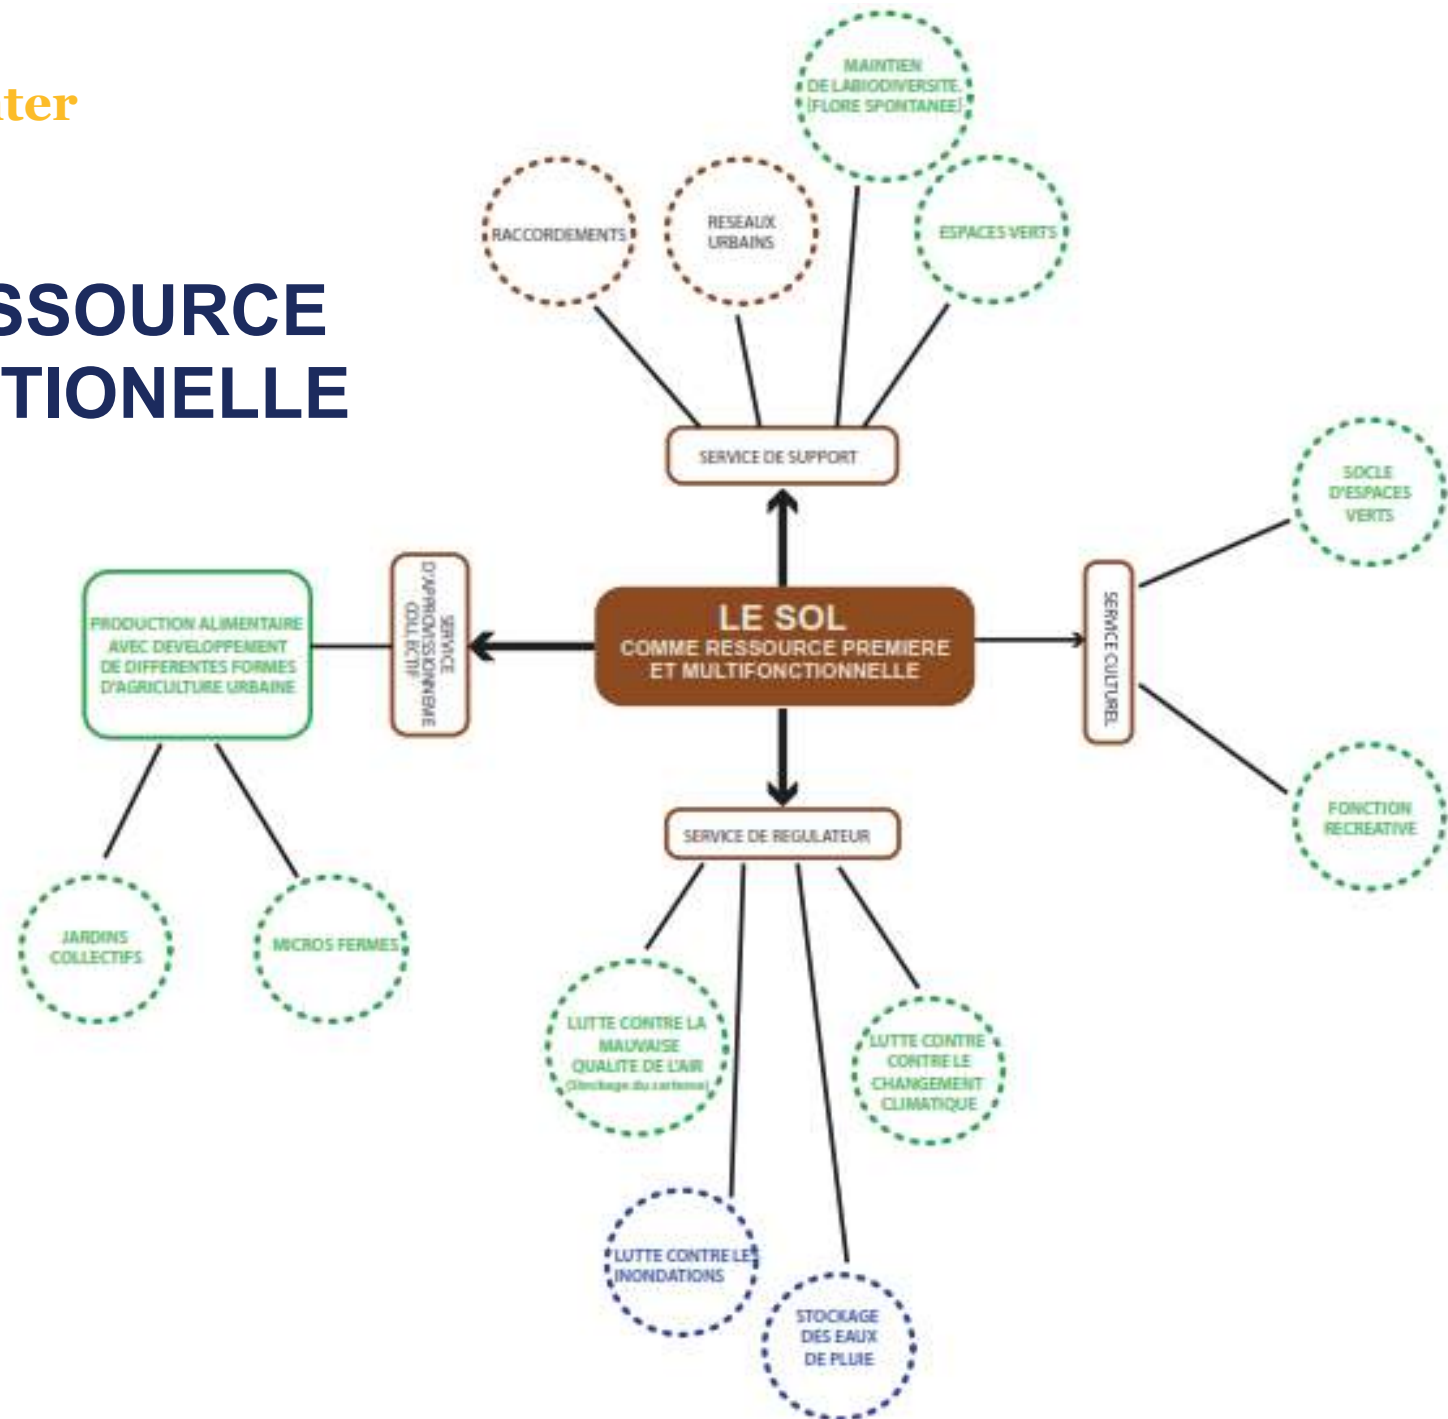 ter
SSOURCE
TIONELLE
MAINTIEN
DE LABIODIVERSITE.
(FLORE SPONTANEE)
RACCORDEMENTS
RESEAUX
URBAINS
ESPACES VERTS
SERVICE DE SUPPORT
SOCLE
D'ESPACES
VERTS
PRODUCTION ALIMENTAIRE
AVEC DEVELOPPEMENT
DE DIFFERENTES FORMES
D'AGRICULTURE URBAINE
SERVICE
D'APPROVISIONNEME
COLLECTIF
LE SOL
COMME RESSOURCE PREMIERE
ET MULTIFONCTIONNELLE
SERVICE CULTUREL
FONCTION
RECREATIVE
SERVICE DE REGULATEUR
JARDINS
COLLECTIFS
MICROS FERMES
LUTTE CONTRE LA
MAUVAISE
QUALITE DE L'AIR
(Stockage du carbone)
LUTTE CONTRE
CONTRE LE
CHANGEMENT
CLIMATIQUE
LUTTE CONTRE LES
INONDATIONS
STOCKAGE
DES EAUX
DE PLUIE